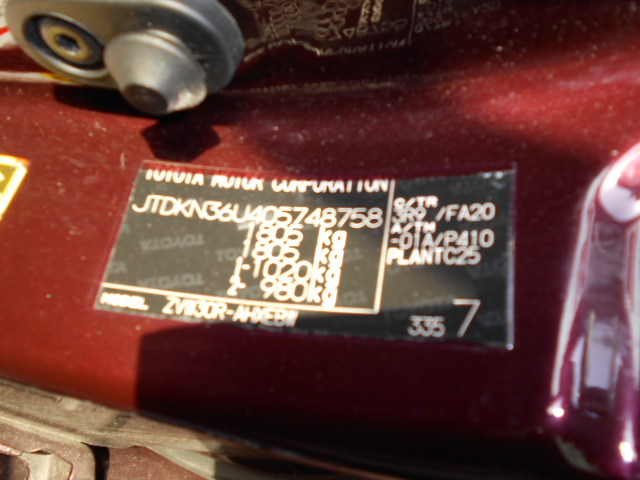 TOYOTA MOTOR CORPORATION
JTDKN36U405748758
1805 kg
1805 kg
1-1020kg
2- 980kg
MODEL ZVW30R-AHXEBW
C/TR
3R9 /FA20
A/TM
-01A/P410
PLANTC25
335 7